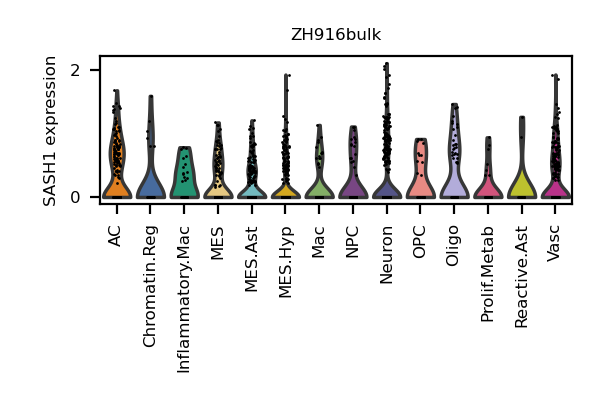 ZH916bulk
SASH1 expression
2
0
AC
Chromatin.Reg
Inflammatory.Mac
MES
MES.Ast
MES.Hyp
Mac
NPC
Neuron
OPC
Oligo
Prolif.Metab
Reactive.Ast
Vasc